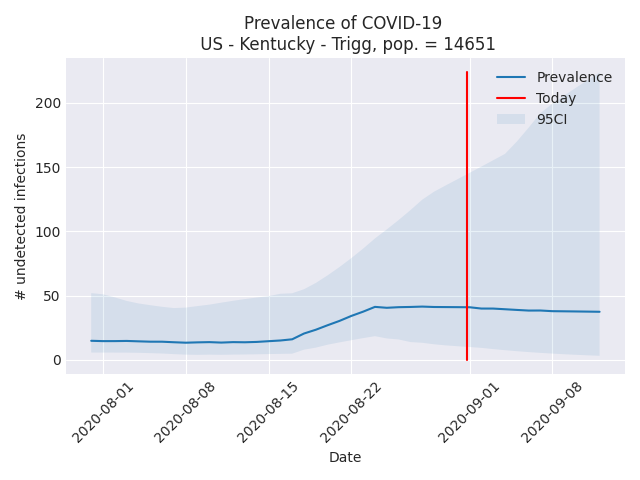 Prevalence of COVID-19
US - Kentucky - Trigg, pop. = 14651
Prevalence
Today
95CI
200
150
100
50
0
# undetected infections
2020-08-01
2020-08-08
2020-08-15
2020-08-22
2020-09-01
2020-09-08
Date